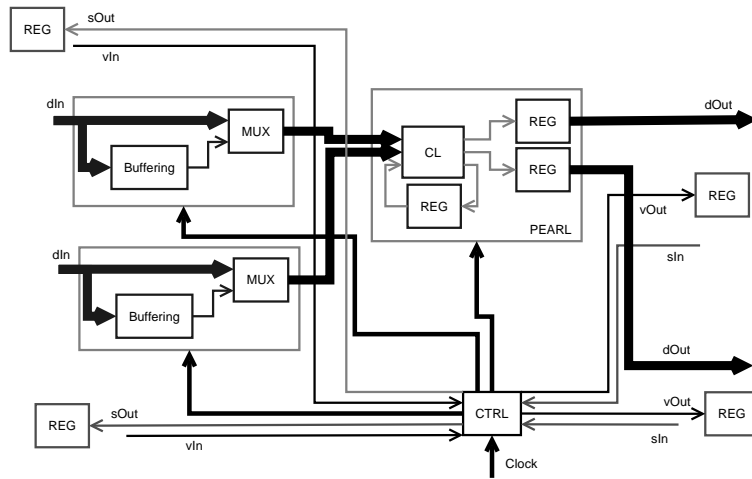 sOut
REG
vIn
dIn
MUX
Buffering
CL
REG
REG
REG
PEARL
dOut
REG
vOut
sIn
dIn
MUX
Buffering
dOut
REG
sOut
vIn
CTRL
vOut
REG
sIn
Clock